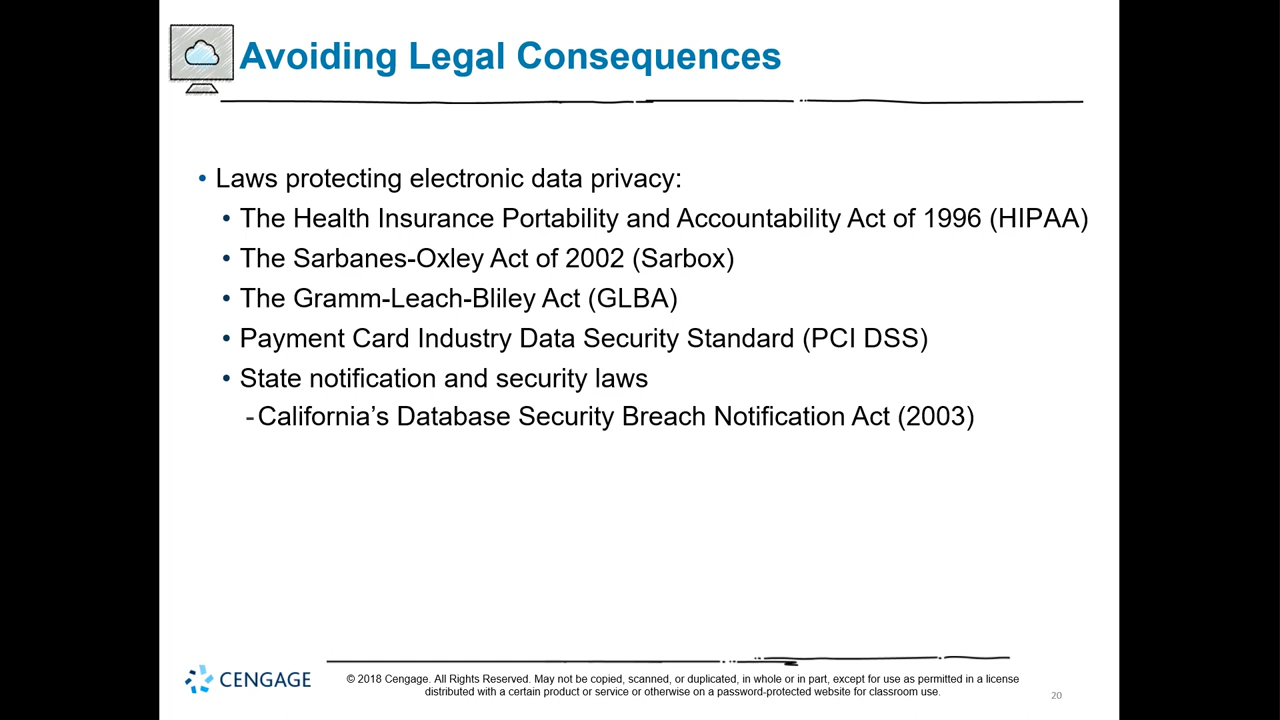 Avoiding Legal Consequences
• Laws protecting electronic data privacy:
• The Health Insurance Portability and Accountability Act of 1996 (HIPAA)
• The Sarbanes-Oxley Act of 2002 (Sarbox)
• The Gramm-Leach-Bliley Act (GLBA)
• Payment Card Industry Data Security Standard (PCI DSS)
• State notification and security laws
-California’s Database Security Breach Notification Act (2003)
CENGAGE
© 2018 Cengage. All Rights Reserved. May not be copied, scanned, or duplicated, in whole or in part, except for use as permitted in a license
distributed with a certain product or service or otherwise on a password-protected website for classroom use.
20